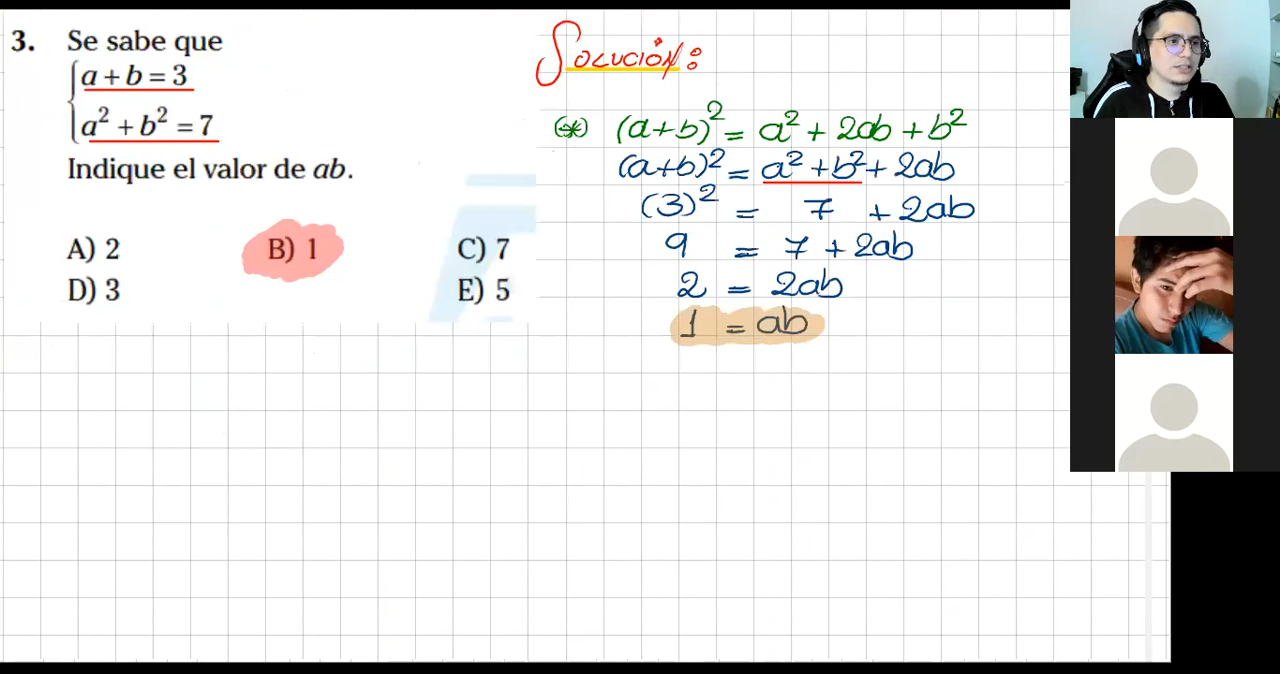 3. Se sabe que
a + b = 3
a² + b² = 7
Indique el valor de ab.
A) 2 B) 1 C) 7
D) 3 E) 5
SOLUCIÓN:
(*) (a+b)² = a² + 2ab + b²
(a+b)² = a² + b² + 2ab
(3)² = 7 + 2ab
9 = 7 + 2ab
2 = 2ab
1 = ab